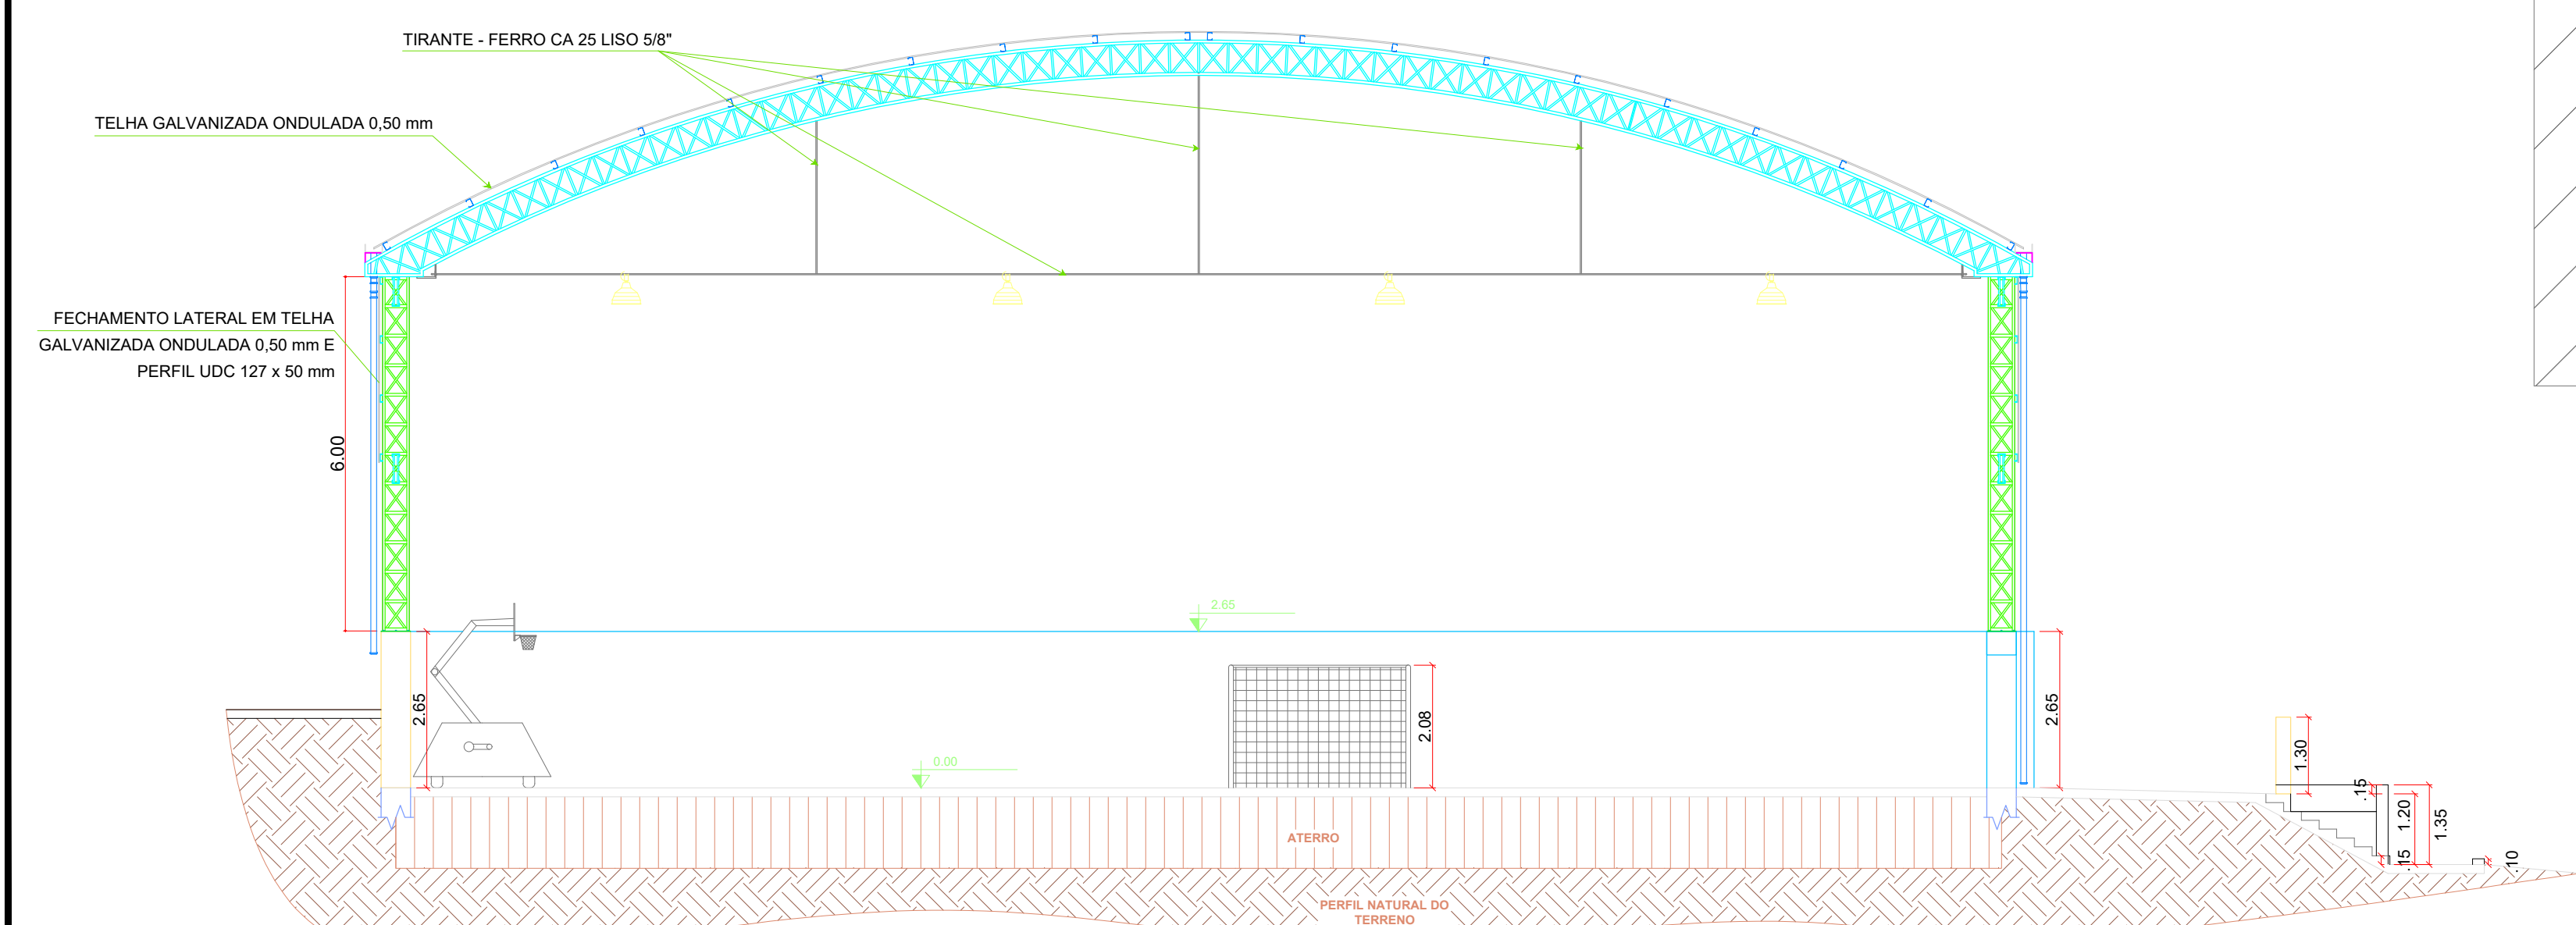 TIRANTE - FERRO CA 25 LISO 5/8"
TELHA GALVANIZADA ONDULADA 0,50 mm
FECHAMENTO LATERAL EM TELHA
GALVANIZADA ONDULADA 0,50 mm E
PERFIL UDC 127 x 50 mm
6.00
2.65
2.65
2.65
2.08
0.00
1.30
.15
1.20
1.35
.15
.10
ATERRO
PERFIL NATURAL DO
TERRENO